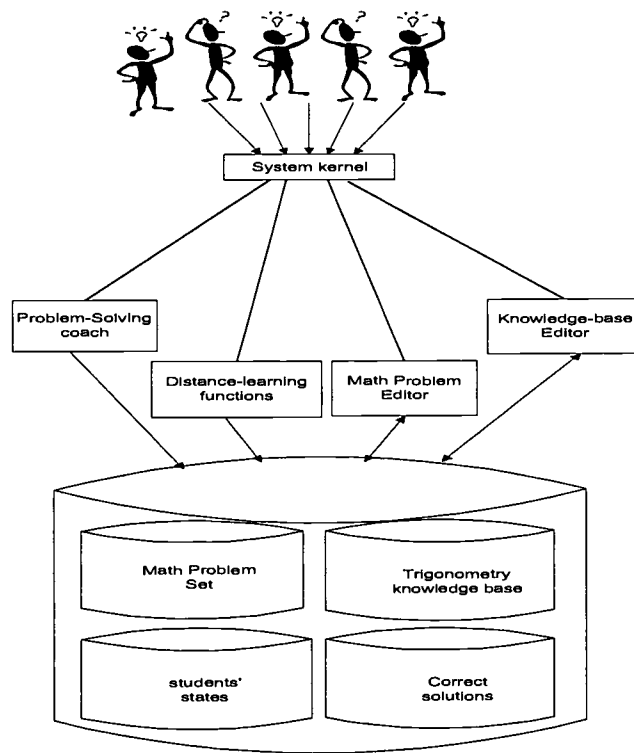 ?
?
System kernel
Problem-Solving
coach
Knowledge-base
Editor
Distance-learning
functions
Math Problem
Editor
Math Problem
Set
Trigonometry
knowledge base
students'
states
Correct
solutions